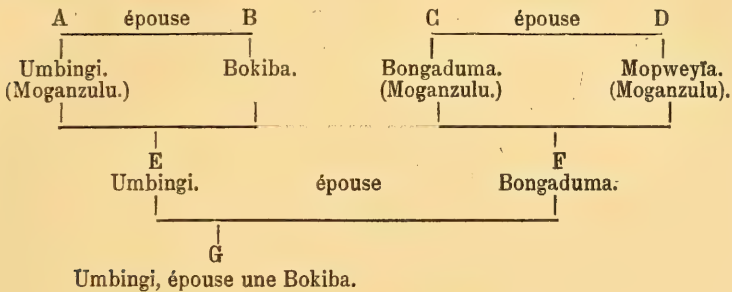 A épouse B C épouse D
Umbingi. Bokiba. Bongaduma. Mopweyïa.
(Moganzulu.) (Moganzulu.) (Moganzulu).
E F
Umbingi. épouse Bongaduma.
G
Umbingi, épouse une Bokiba.